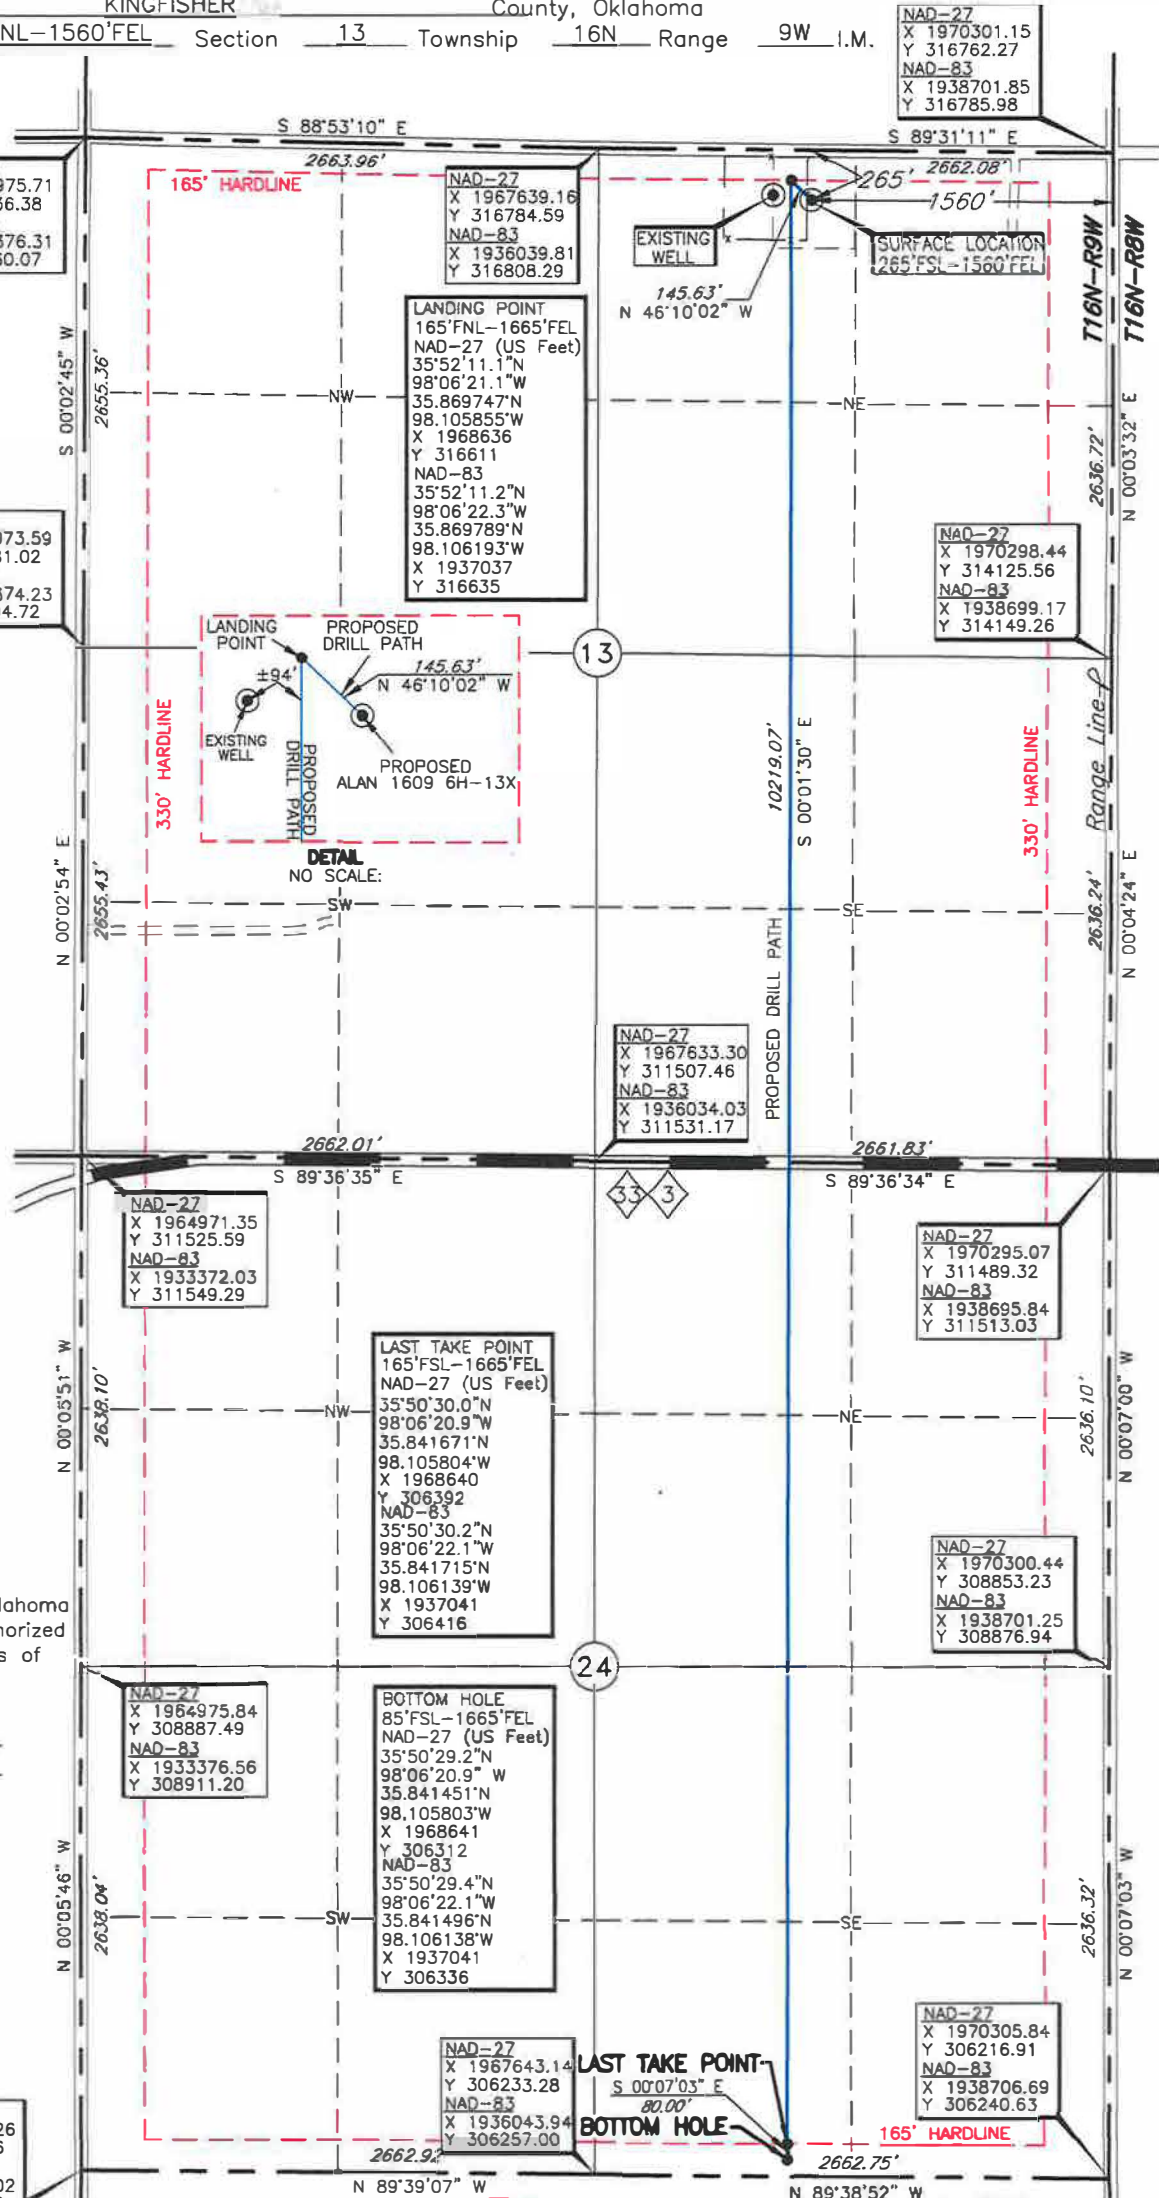 KINGFISHER County, Oklahoma
NL-1560'FEL Section 13 Township 16N Range 9W I.M.
NAD-27
X 1970301.15
Y 316762.27
NAD-83
X 1938701.85
Y 316785.98
S 88°53'10" E
2663.96'
S 89°31'11" E
2662.08'
165' HARDLINE
975.71
6.38
376.31
0.07
NAD-27
X 1967639.16
Y 316784.59
NAD-83
X 1936039.81
Y 316808.29
265'
1560'
EXISTING
WELL
SURFACE LOCATION
265'FSL-1560'FEL
145.63'
N 46°10'02" W
T16N-R9W
T16N-R8W
LANDING POINT
165'FNL-1665'FEL
NAD-27 (US Feet)
35°52'11.1"N
98°06'21.1"W
35.869747°N
98.105855°W
X 1968636
Y 316611
NAD-83
35°52'11.2"N
98°06'22.3"W
35.869789°N
98.106193°W
X 1937037
Y 316635
S 00°02'45" W
2655.36'
NW
NE
2636.72'
N 00°03'32" E
973.59
1.02
674.23
4.72
NAD-27
X 1970298.44
Y 314125.56
NAD-83
X 1938699.17
Y 314149.26
13
LANDING
POINT
PROPOSED
DRILL PATH
±94'
145.63'
N 46°10'02" W
EXISTING
WELL
PROPOSED
DRILL PATH
PROPOSED
ALAN 1609 6H-13X
DETAIL
NO SCALE:
330' HARDLINE
10219.07'
S 00°01'30" E
330' HARDLINE
Range Line
N 00°02'54" E
2655.43'
SW
SE
2636.24'
N 00°04'24" E
PROPOSED DRILL PATH
NAD-27
X 1967633.30
Y 311507.46
NAD-83
X 1936034.03
Y 311531.17
2662.01'
S 89°36'35" E
2661.83'
S 89°36'34" E
33 3
NAD-27
X 1964971.35
Y 311525.59
NAD-83
X 1933372.03
Y 311549.29
NAD-27
X 1970295.07
Y 311489.32
NAD-83
X 1938695.84
Y 311513.03
LAST TAKE POINT
165'FSL-1665'FEL
NAD-27 (US Feet)
35°50'30.0"N
98°06'20.9"W
35.841671°N
98.105804°W
X 1968640
Y 306392
NAD-83
35°50'30.2"N
98°06'22.1"W
35.841715°N
98.106139°W
X 1937041
Y 306416
N 00°05'51" W
2638.10'
NW
NE
2636.10'
N 00°07'00" W
NAD-27
X 1970300.44
Y 308853.23
NAD-83
X 1938701.25
Y 308876.94
lahoma
horized
s of
24
NAD-27
X 1964975.84
Y 308887.49
NAD-83
X 1933376.56
Y 308911.20
BOTTOM HOLE
85'FSL-1665'FEL
NAD-27 (US Feet)
35°50'29.2"N
98°06'20.9" W
35.841451°N
98.105803°W
X 1968641
Y 306312
NAD-83
35°50'29.4"N
98°06'22.1"W
35.841496°N
98.106138°W
X 1937041
Y 306336
N 00°05'46" W
2638.04'
SW
SE
2636.32'
N 00°07'03" W
NAD-27
X 1967643.14
Y 306233.28
NAD-83
X 1936043.94
Y 306257.00
LAST TAKE POINT
S 00°07'03" E
80.00'
BOTTOM HOLE
NAD-27
X 1970305.84
Y 306216.91
NAD-83
X 1938706.69
Y 306240.63
165' HARDLINE
26
6
02
2662.92
N 89°39'07" W
2662.75'
N 89°38'52" W